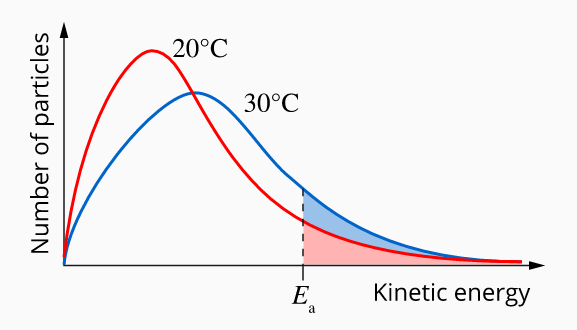 Number of particles
20°C
30°C
Eₐ
Kinetic energy